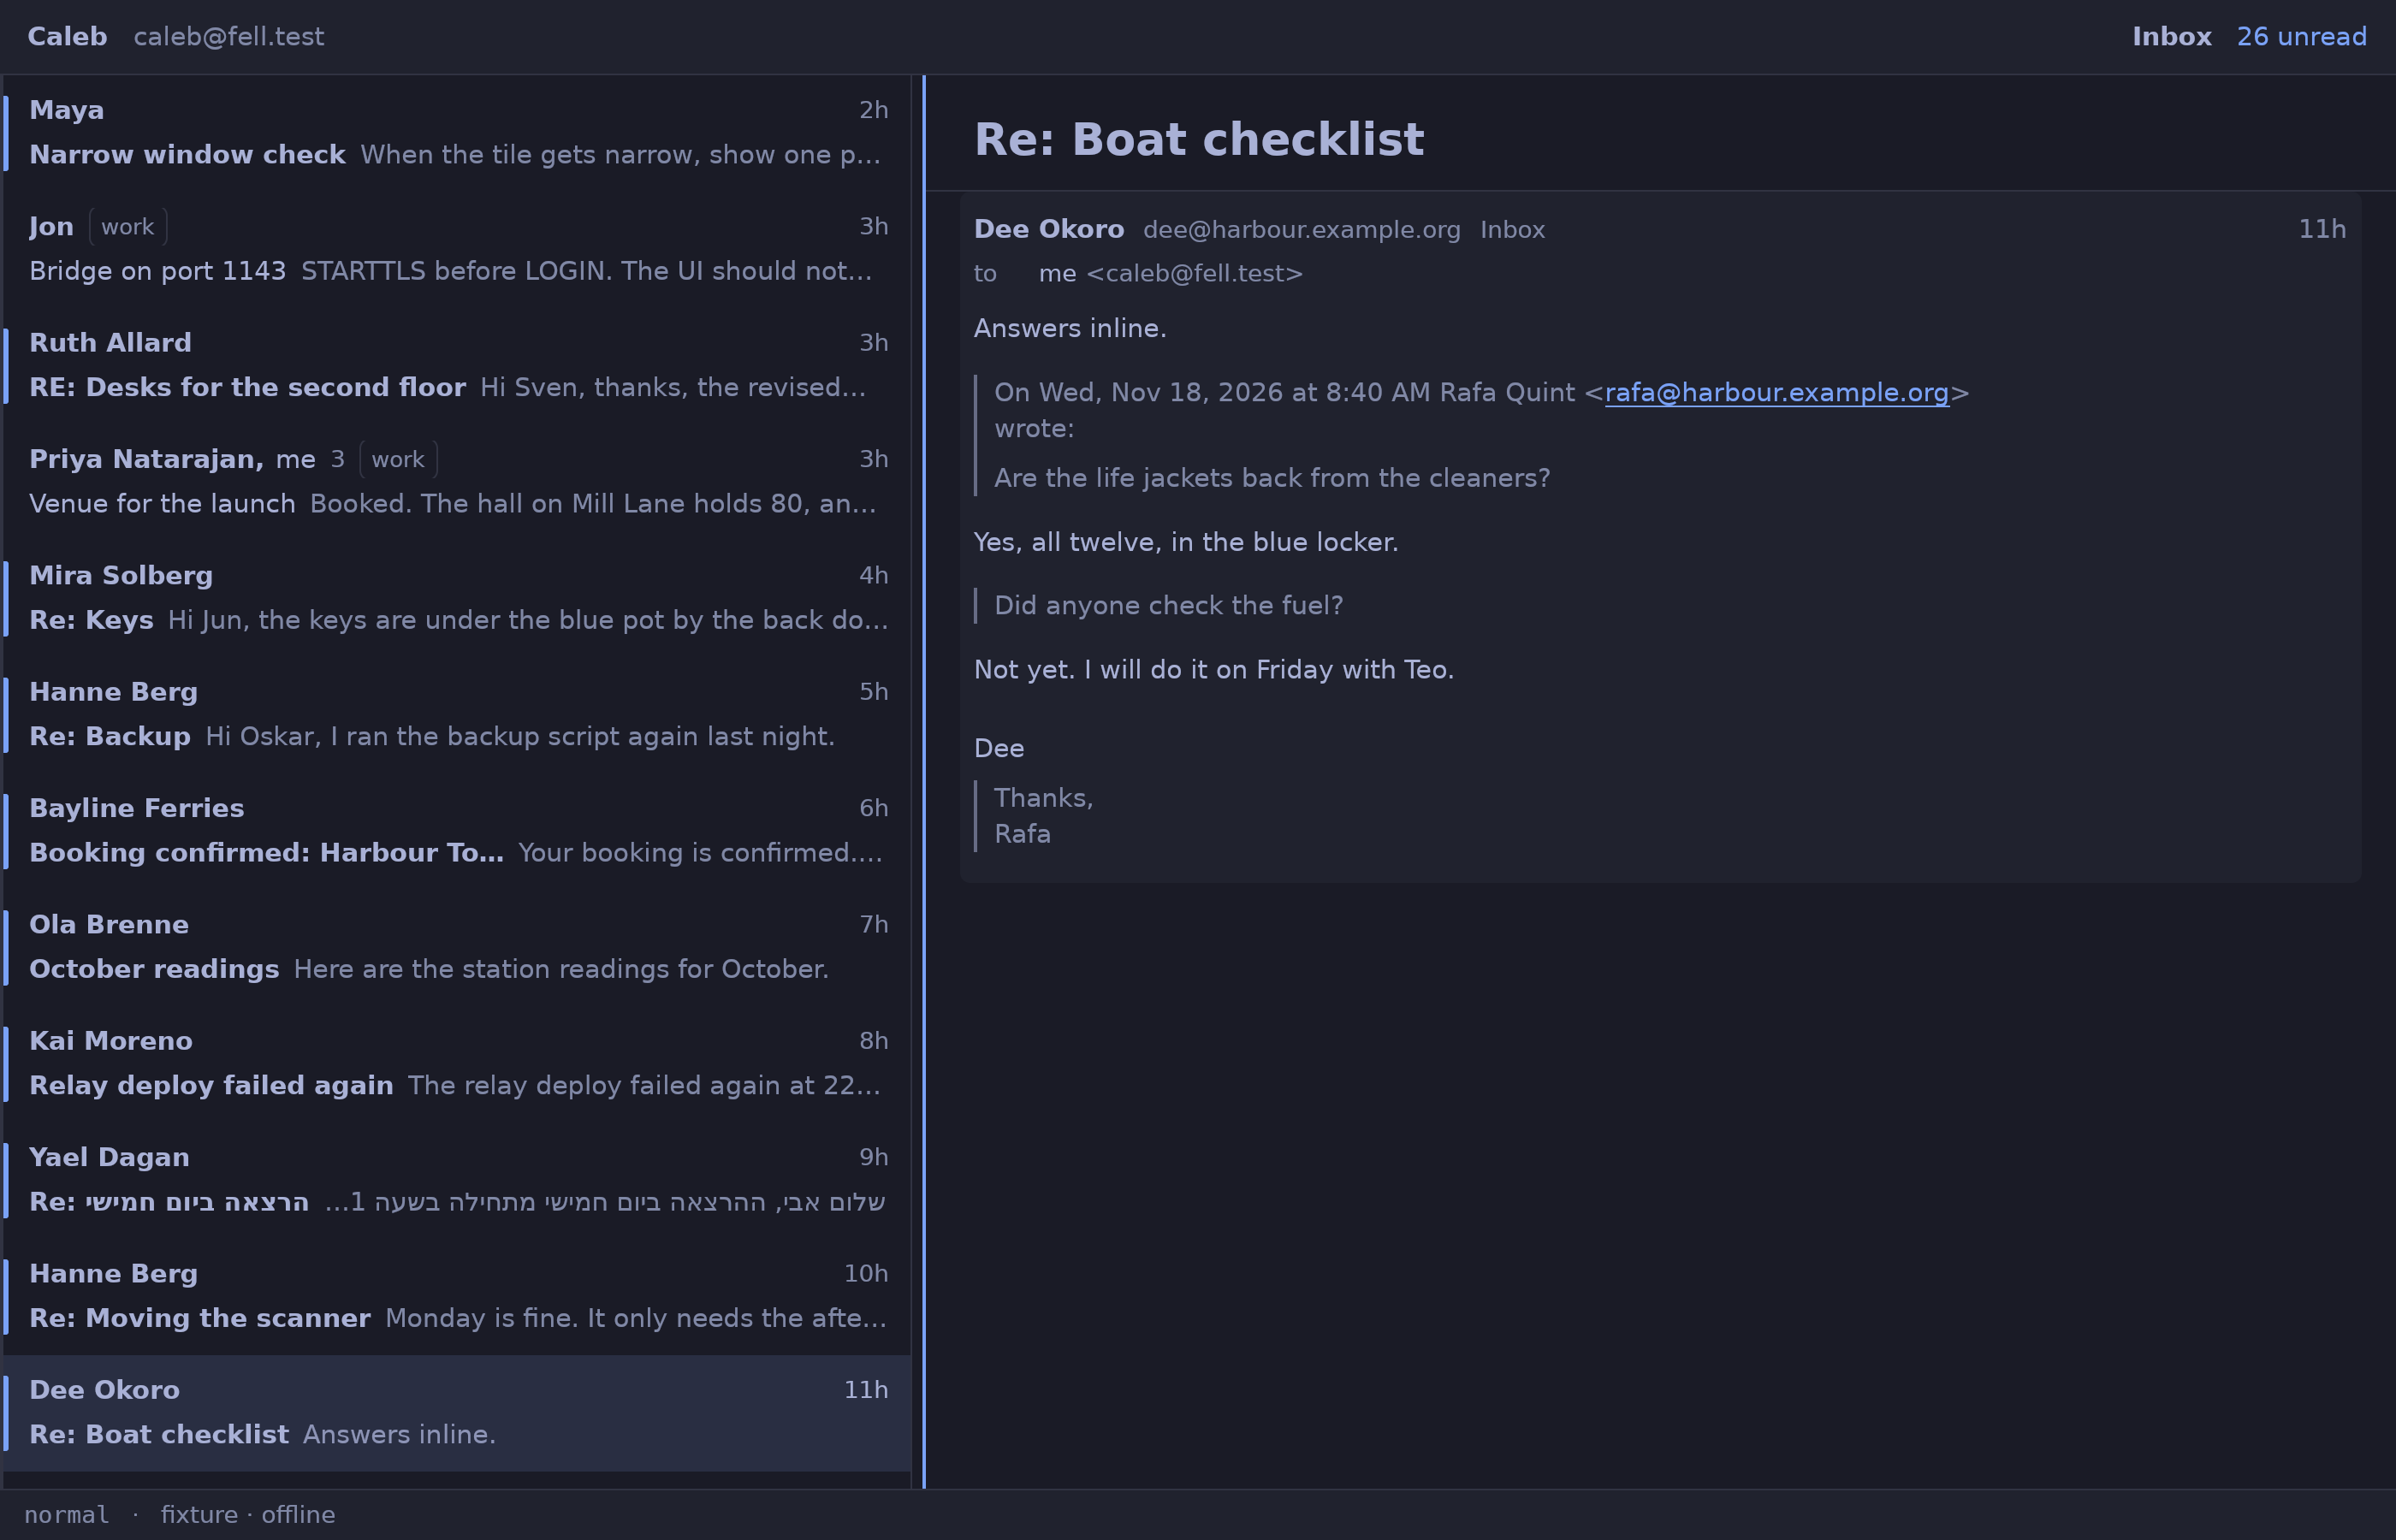 Caleb caleb@fell.test
Inbox 26 unread
Maya 2h
Narrow window check When the tile gets narrow, show one p…
Jon work 3h
Bridge on port 1143 STARTTLS before LOGIN. The UI should not…
Ruth Allard 3h
RE: Desks for the second floor Hi Sven, thanks, the revised…
Priya Natarajan, me 3 work 3h
Venue for the launch Booked. The hall on Mill Lane holds 80, an…
Mira Solberg 4h
Re: Keys Hi Jun, the keys are under the blue pot by the back do…
Hanne Berg 5h
Re: Backup Hi Oskar, I ran the backup script again last night.
Bayline Ferries 6h
Booking confirmed: Harbour To… Your booking is confirmed.…
Ola Brenne 7h
October readings Here are the station readings for October.
Kai Moreno 8h
Relay deploy failed again The relay deploy failed again at 22…
Yael Dagan 9h
Re: הרצאה ביום חמישי שלום אבי, ההרצאה ביום חמישי מתחילה בשעה 1…
Hanne Berg 10h
Re: Moving the scanner Monday is fine. It only needs the afte…
Dee Okoro 11h
Re: Boat checklist Answers inline.
Re: Boat checklist
Dee Okoro dee@harbour.example.org Inbox 11h
to me <caleb@fell.test>
Answers inline.
On Wed, Nov 18, 2026 at 8:40 AM Rafa Quint <rafa@harbour.example.org>
wrote:
Are the life jackets back from the cleaners?
Yes, all twelve, in the blue locker.
Did anyone check the fuel?
Not yet. I will do it on Friday with Teo.
Dee
Thanks,
Rafa
normal · fixture · offline